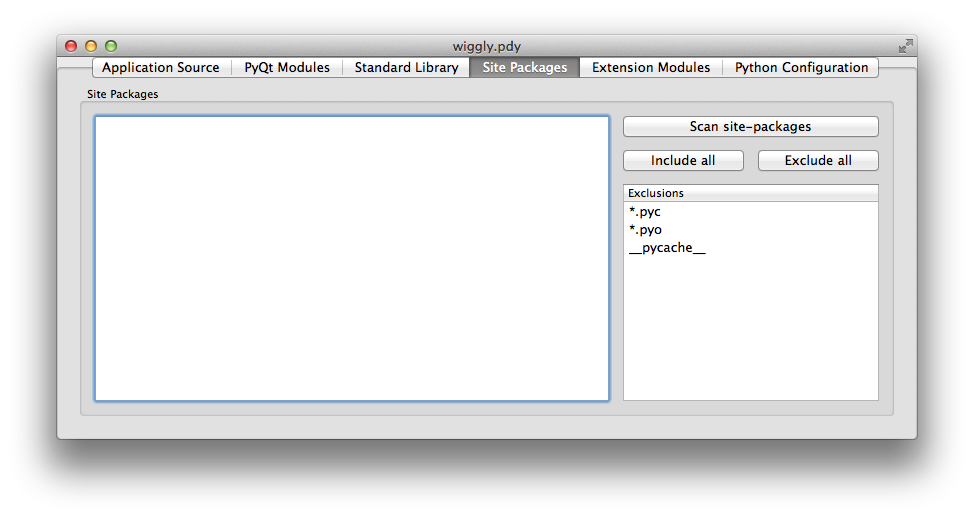 wiggly.pdy
Application Source PyQt Modules Standard Library Site Packages Extension Modules Python Configuration
Site Packages
Scan site-packages
Include all Exclude all
Exclusions
*.pyc
*.pyo
__pycache__